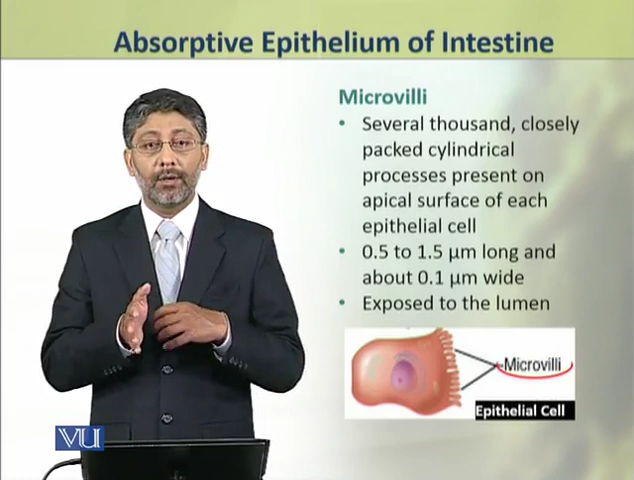 Absorptive Epithelium of Intestine
Microvilli
• Several thousand, closely
packed cylindrical
processes present on
apical surface of each
epithelial cell
• 0.5 to 1.5 µm long and
about 0.1 µm wide
• Exposed to the lumen
Microvilli
Epithelial Cell
VU